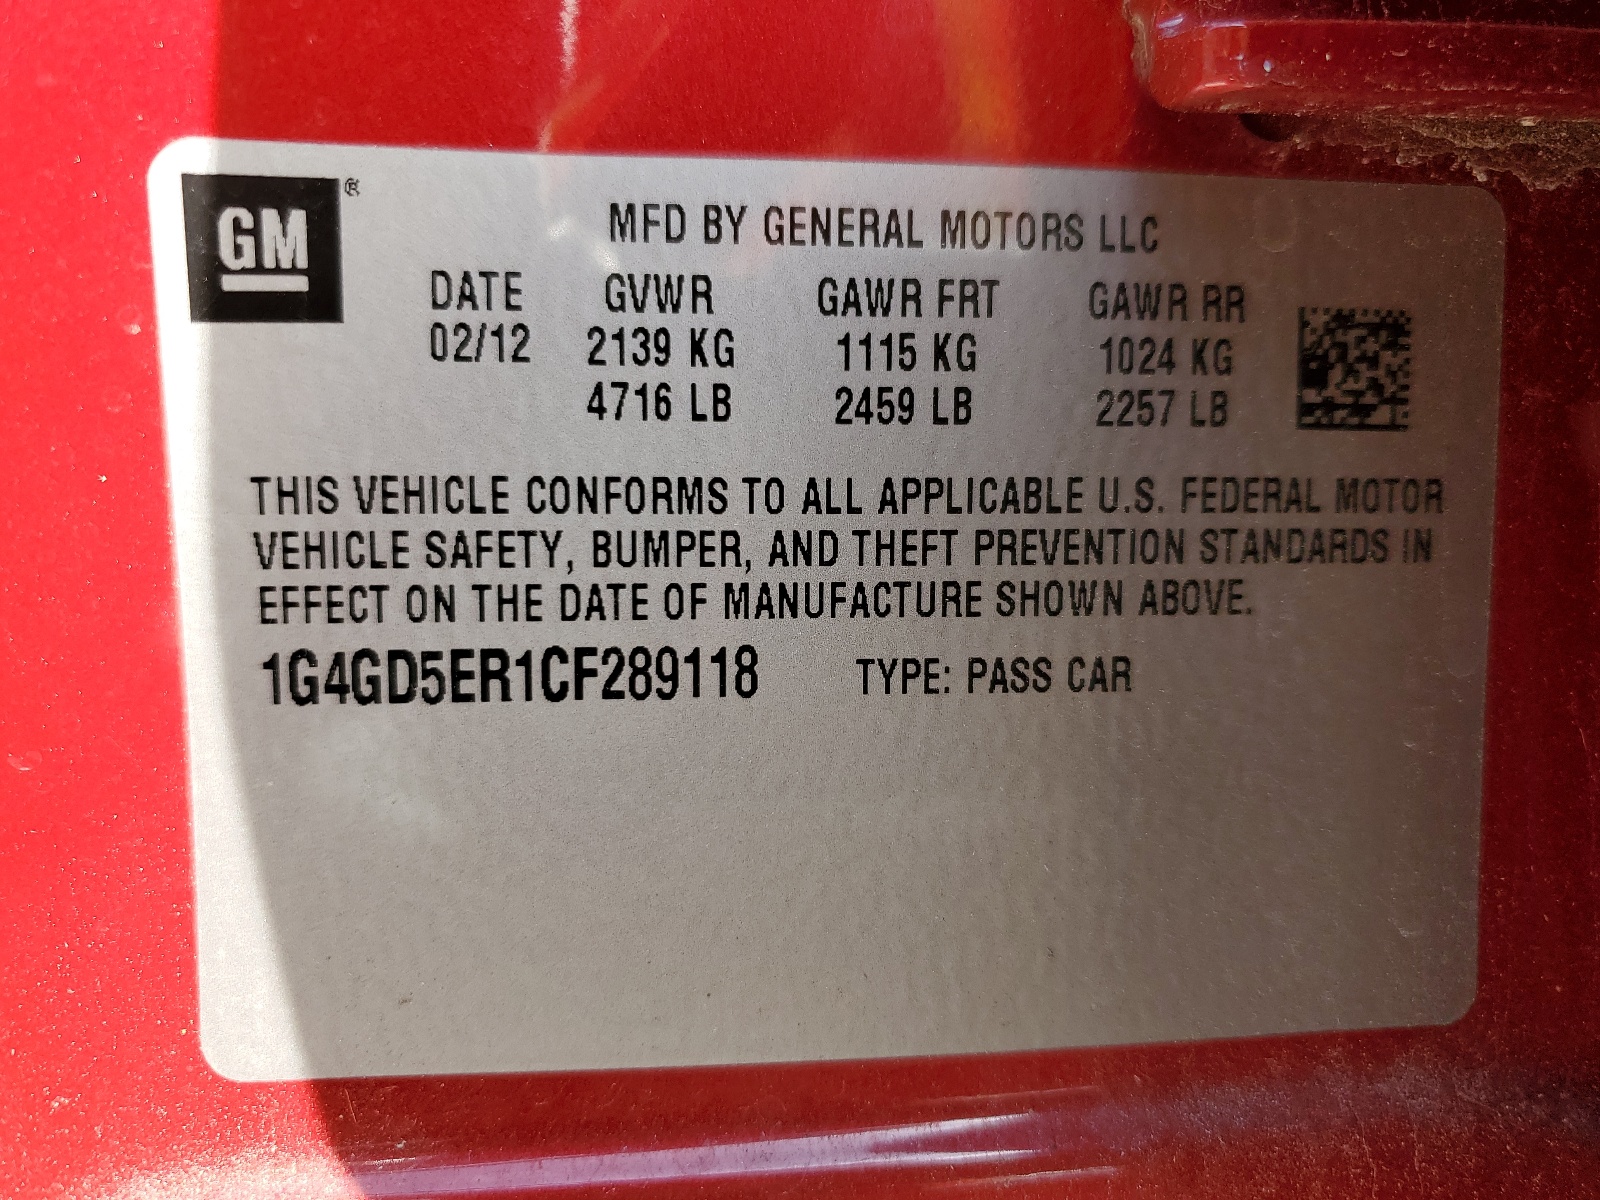 GM ®
MFD BY GENERAL MOTORS LLC
DATE GVWR GAWR FRT GAWR RR
02/12 2139 KG 1115 KG 1024 KG
4716 LB 2459 LB 2257 LB
THIS VEHICLE CONFORMS TO ALL APPLICABLE U.S. FEDERAL MOTOR
VEHICLE SAFETY, BUMPER, AND THEFT PREVENTION STANDARDS IN
EFFECT ON THE DATE OF MANUFACTURE SHOWN ABOVE.
1G4GD5ER1CF289118 TYPE: PASS CAR